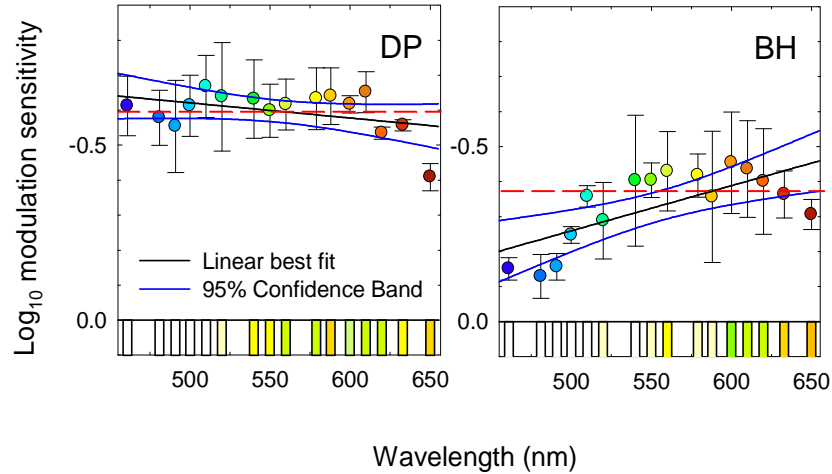 DP
BH
-0.5
0.0
-0.5
0.0
Log10 modulation sensitivity
Linear best fit
95% Confidence Band
500 550 600 650
500 550 600 650
Wavelength (nm)